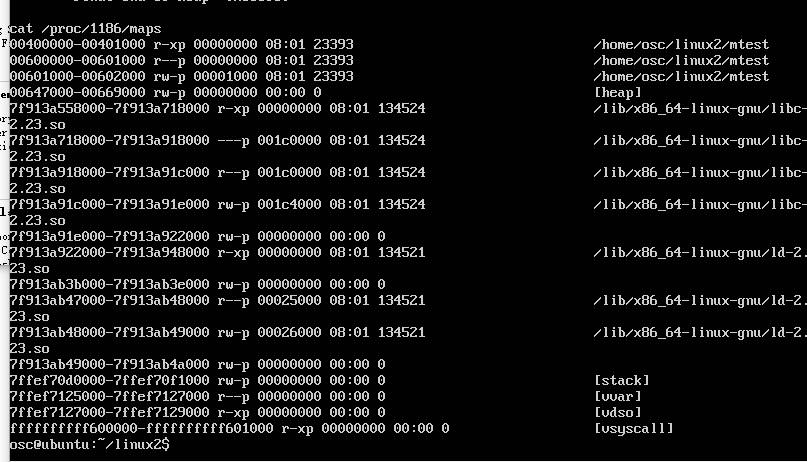 cat /proc/1186/maps
00400000-00401000 r-xp 00000000 08:01 23393 /home/osc/linux2/mtest
00600000-00601000 r--p 00000000 08:01 23393 /home/osc/linux2/mtest
00601000-00602000 rw-p 00001000 08:01 23393 /home/osc/linux2/mtest
00647000-00669000 rw-p 00000000 00:00 0 [heap]
7f913a558000-7f913a718000 r-xp 00000000 08:01 134524 /lib/x86_64-linux-gnu/libc-
2.23.so
7f913a718000-7f913a918000 ---p 001c0000 08:01 134524 /lib/x86_64-linux-gnu/libc-
2.23.so
7f913a918000-7f913a91c000 r--p 001c0000 08:01 134524 /lib/x86_64-linux-gnu/libc-
2.23.so
7f913a91c000-7f913a91e000 rw-p 001c4000 08:01 134524 /lib/x86_64-linux-gnu/libc-
2.23.so
7f913a91e000-7f913a922000 rw-p 00000000 00:00 0
7f913a922000-7f913a948000 r-xp 00000000 08:01 134521 /lib/x86_64-linux-gnu/ld-2.
23.so
7f913ab3b000-7f913ab3e000 rw-p 00000000 00:00 0
7f913ab47000-7f913ab48000 r--p 00025000 08:01 134521 /lib/x86_64-linux-gnu/ld-2.
23.so
7f913ab48000-7f913ab49000 rw-p 00026000 08:01 134521 /lib/x86_64-linux-gnu/ld-2.
23.so
7f913ab49000-7f913ab4a000 rw-p 00000000 00:00 0
7ffef70d0000-7ffef70f1000 rw-p 00000000 00:00 0 [stack]
7ffef7125000-7ffef7127000 r--p 00000000 00:00 0 [vvar]
7ffef7127000-7ffef7129000 r-xp 00000000 00:00 0 [vdso]
ffffffffff600000-ffffffffff601000 r-xp 00000000 00:00 0 [vsyscall]
osc@ubuntu:~/linux2$